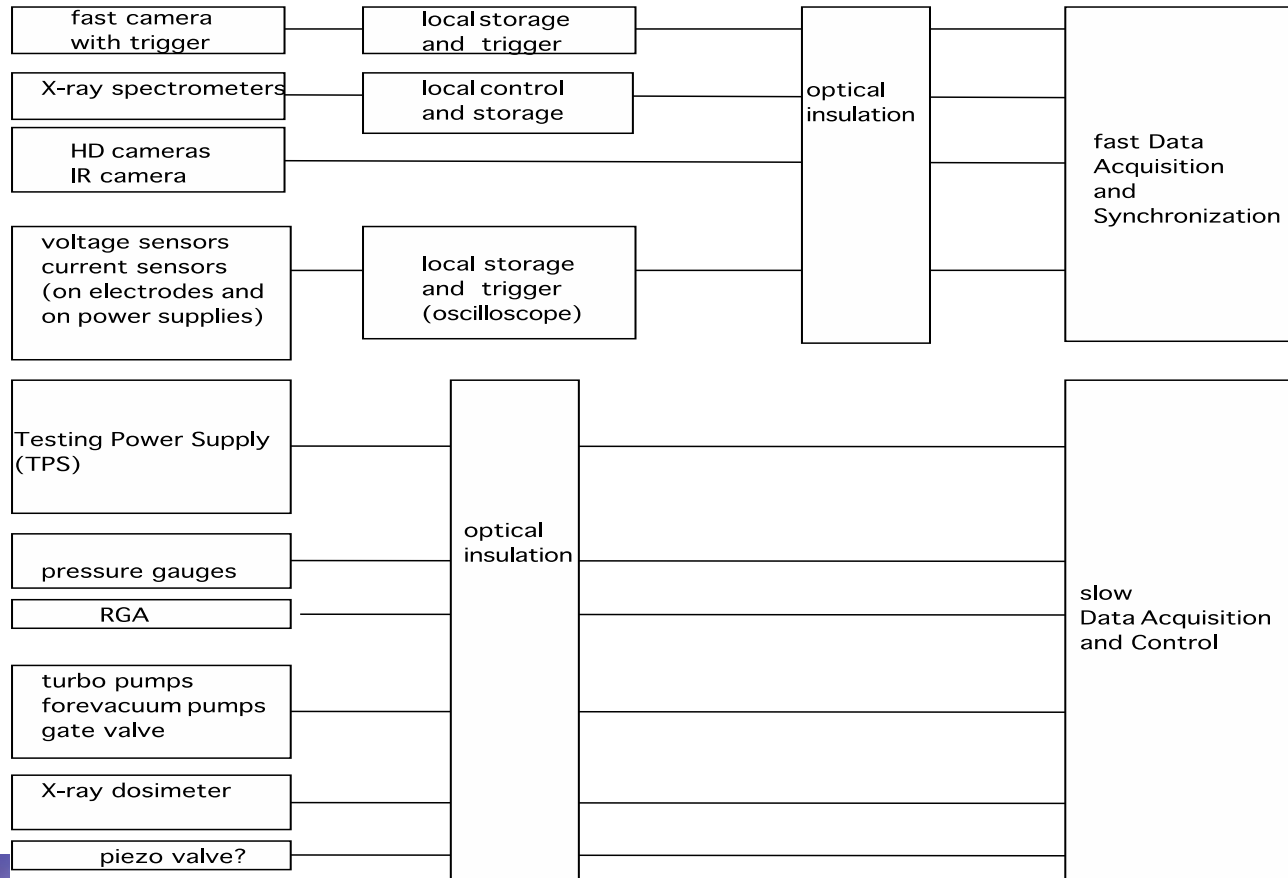 fast camera
with trigger
local storage
and trigger
X-ray spectrometers
local control
and storage
optical
insulation
HD cameras
IR camera
fast Data
Acquisition
and
Synchronization
voltage sensors
current sensors
(on electrodes and
on power supplies)
local storage
and trigger
(oscilloscope)
Testing Power Supply
(TPS)
optical
insulation
pressure gauges
RGA
slow
Data Acquisition
and Control
turbo pumps
forevacuum pumps
gate valve
X-ray dosimeter
piezo valve?